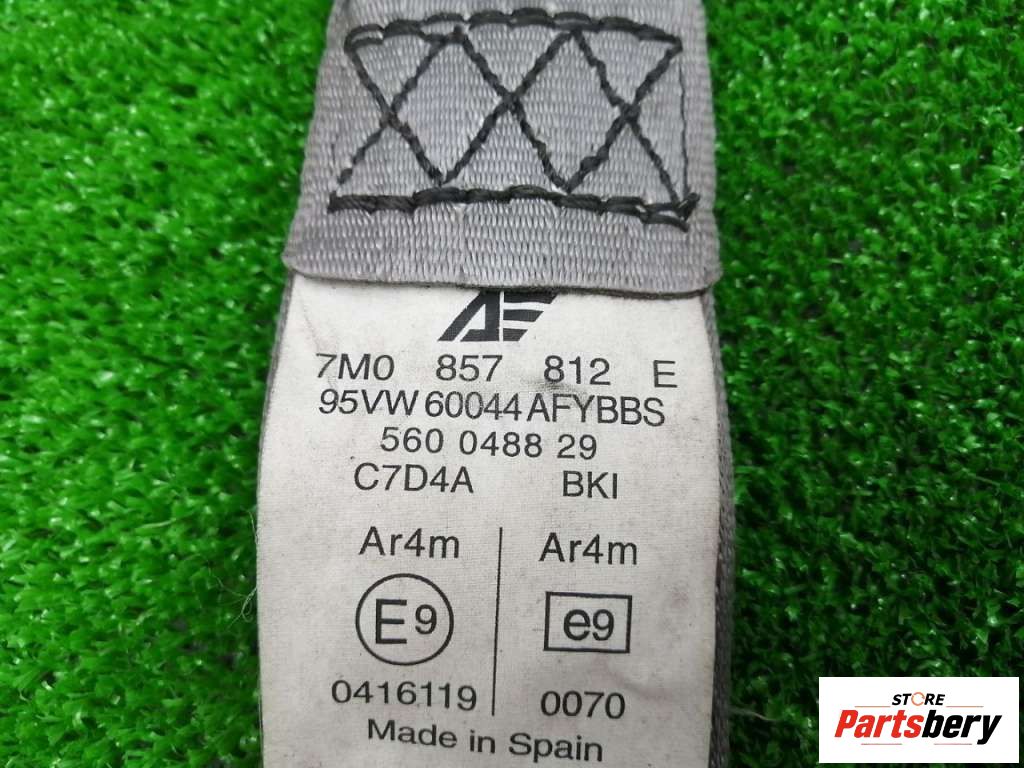 AE
7M0 857 812 E
95VW 60044 AFYBBS
560 0488 29
C7D4A BKI
Ar4m Ar4m
E9 e9
0416119 0070
Made in Spain
STORE
Partsbery